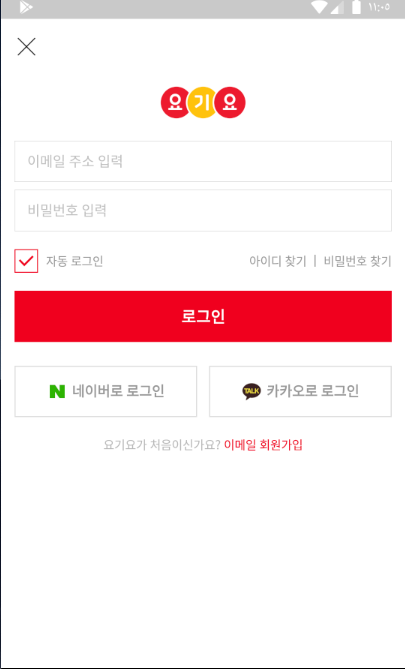 ١١:٠٥
요기요
이메일 주소 입력
비밀번호 입력
자동 로그인 아이디 찾기 | 비밀번호 찾기
로그인
N 네이버로 로그인 TALK 카카오로 로그인
요기요가 처음이신가요? 이메일 회원가입